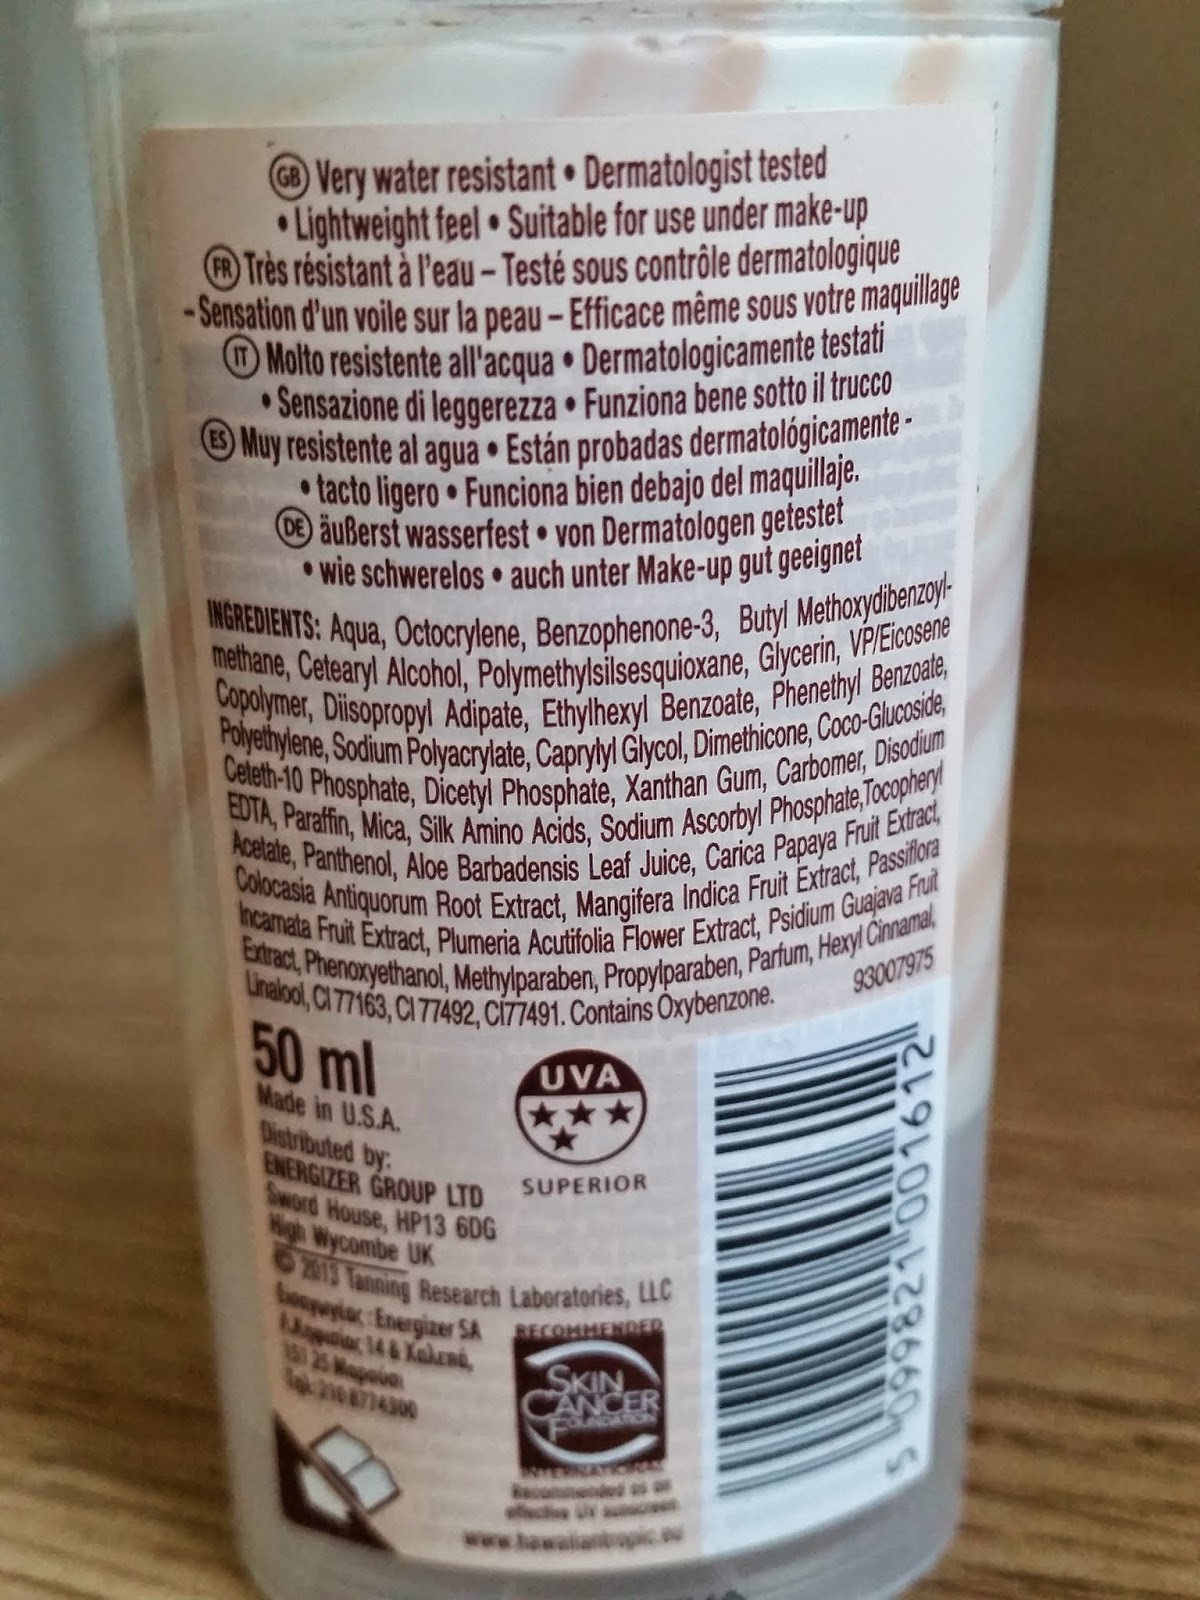 GB Very water resistant • Dermatologist tested
• Lightweight feel • Suitable for use under make-up
FR Très résistant à l'eau – Testé sous contrôle dermatologique
- Sensation d'un voile sur la peau – Efficace même sous votre maquillage
IT Molto resistente all'acqua • Dermatologicamente testati
• Sensazione di leggerezza • Funziona bene sotto il trucco
ES Muy resistente al agua • Están probadas dermatológicamente -
• tacto ligero • Funciona bien debajo del maquillaje.
DE äußerst wasserfest • von Dermatologen getestet
• wie schwerelos • auch unter Make-up gut geeignet
INGREDIENTS: Aqua, Octocrylene, Benzophenone-3, Butyl Methoxydibenzoyl-
methane, Cetearyl Alcohol, Polymethylsilsesquioxane, Glycerin, VP/Eicosene
Copolymer, Diisopropyl Adipate, Ethylhexyl Benzoate, Phenethyl Benzoate,
Polyethylene, Sodium Polyacrylate, Caprylyl Glycol, Dimethicone, Coco-Glucoside,
Ceteth-10 Phosphate, Dicetyl Phosphate, Xanthan Gum, Carbomer, Disodium
EDTA, Paraffin, Mica, Silk Amino Acids, Sodium Ascorbyl Phosphate, Tocopheryl
Acetate, Panthenol, Aloe Barbadensis Leaf Juice, Carica Papaya Fruit Extract,
Colocasia Antiquorum Root Extract, Mangifera Indica Fruit Extract, Passiflora
Incarnata Fruit Extract, Plumeria Acutifolia Flower Extract, Psidium Guajava Fruit
Extract, Phenoxyethanol, Methylparaben, Propylparaben, Parfum, Hexyl Cinnamal,
Linalool, CI 77163, CI 77492, CI77491. Contains Oxybenzone.
93007975
50 ml
Made in U.S.A.
Distributed by:
ENERGIZER GROUP LTD
Sword House, HP13 6DG
High Wycombe UK
© 2013 Tanning Research Laboratories, LLC
Energizer SA
14 & Χαλεπά,
151 25 Μαρούσι
Τηλ: 210 8774300
UVA
SUPERIOR
RECOMMENDED
SKIN
CANCER
FOUNDATION
INTERNATIONAL
Recommended as an
effective UV sunscreen
www.hawaiiantropic.eu
5 099821 001612